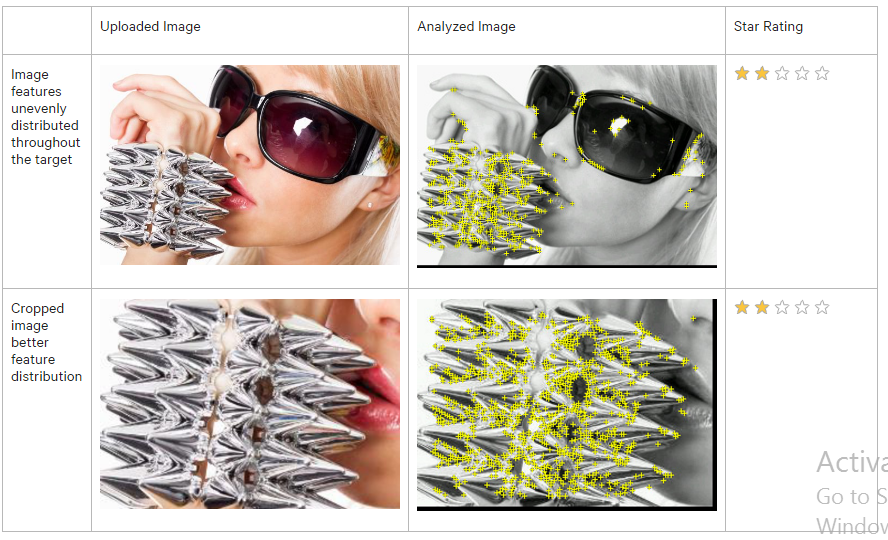 Uploaded Image
Analyzed Image
Star Rating
Image
features
unevenly
distributed
throughout
the target
Cropped
image
better
feature
distribution
Activa
Go to S
Window